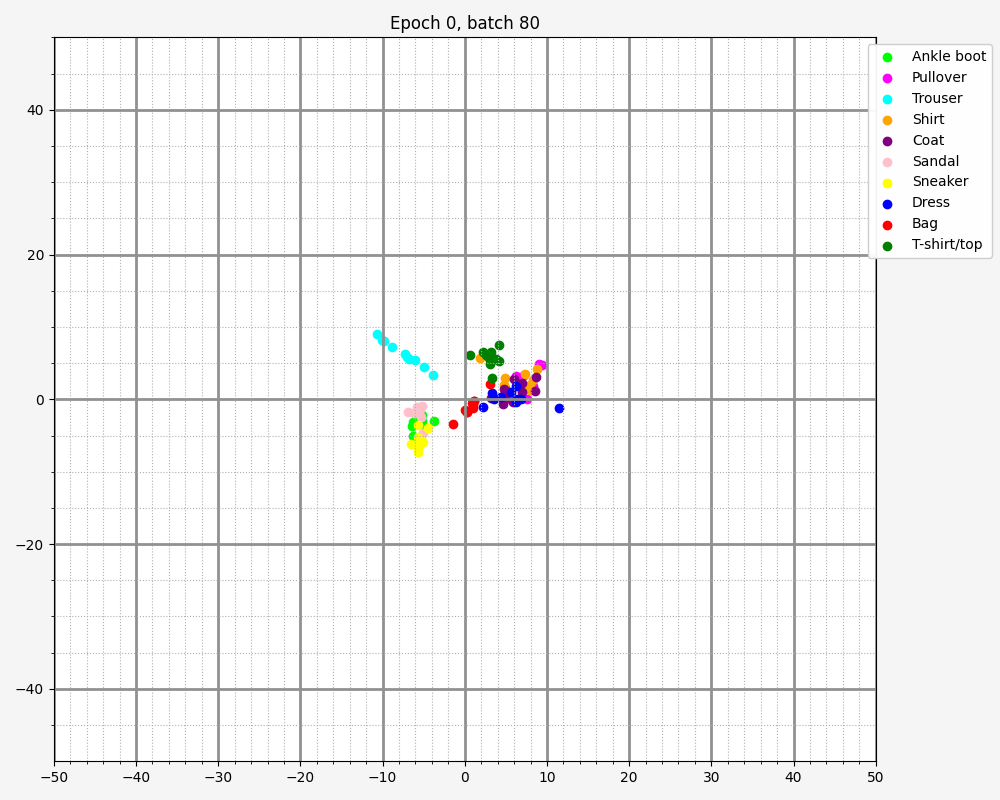 Epoch 0, batch 80
Ankle boot
Pullover
Trouser
Shirt
Coat
Sandal
Sneaker
Dress
Bag
T-shirt/top
40
20
0
−20
−40
−50
−40
−30
−20
−10
0
10
20
30
40
50